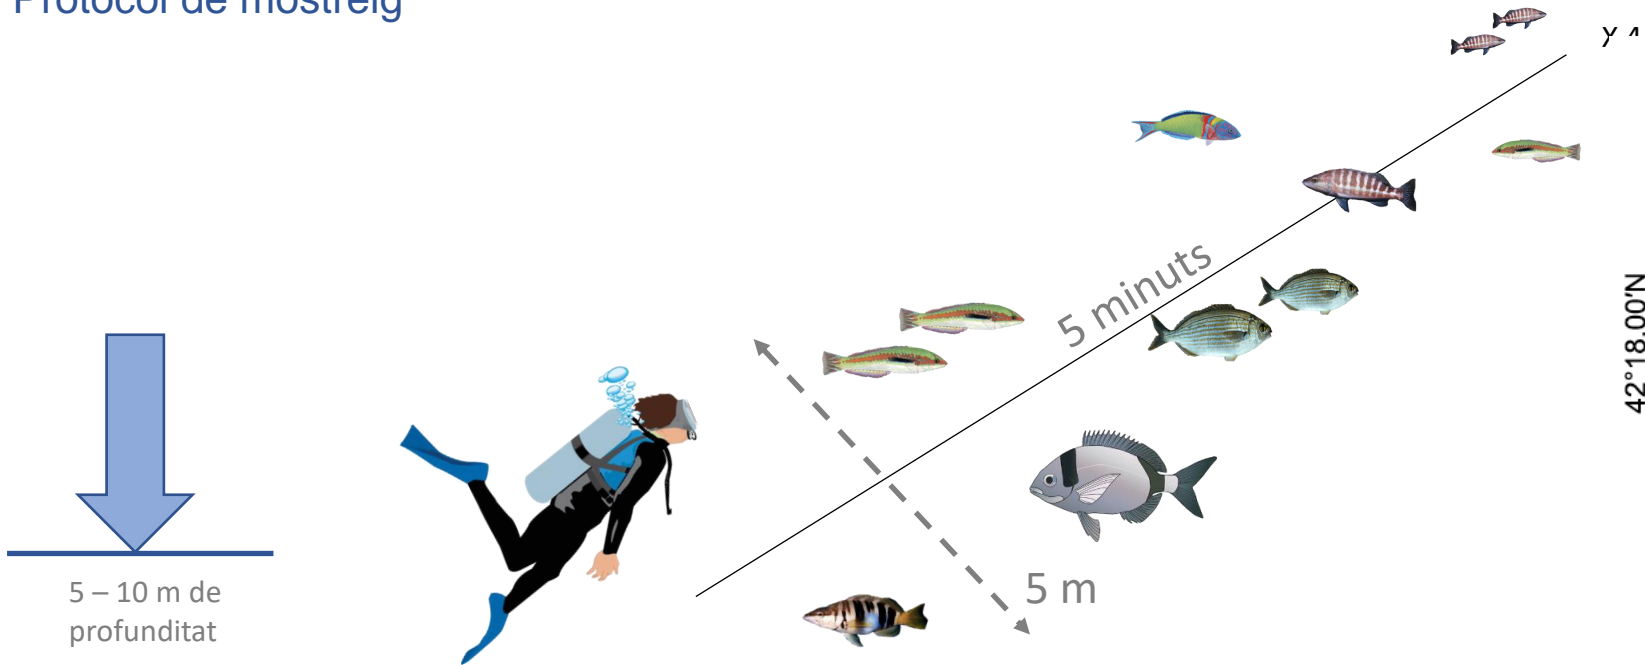 Protocol de mostreig
5 minuts
42°18.00'N
5 m
5 – 10 m de
profunditat